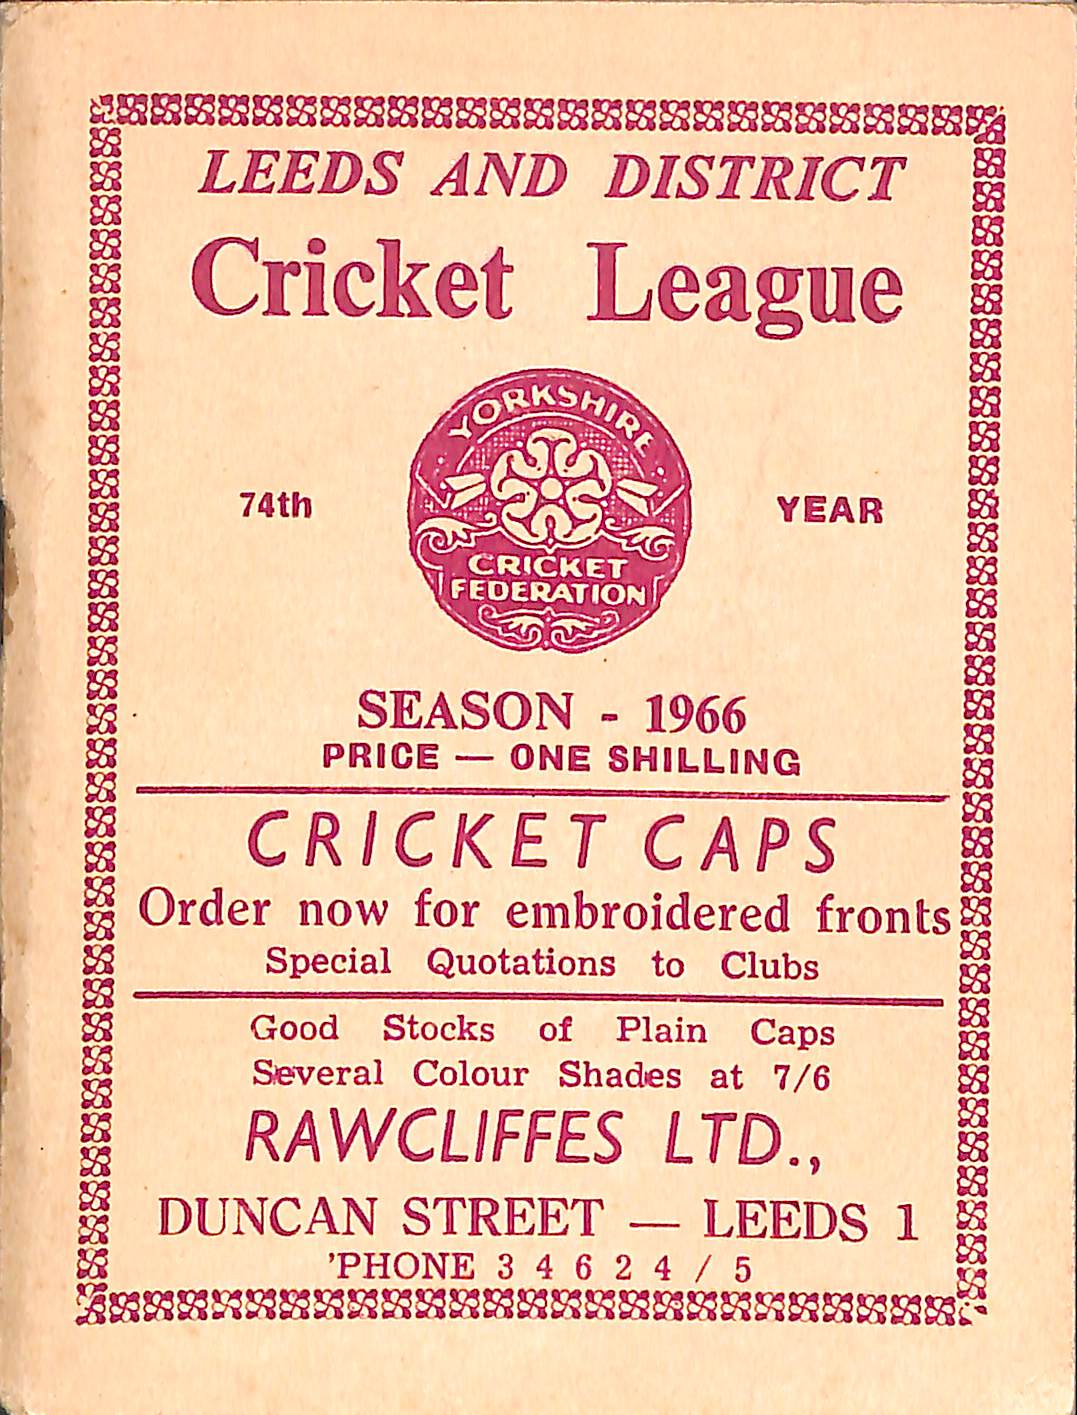 LEEDS AND DISTRICT
Cricket League
YORKSHIRE
74th YEAR
CRICKET
FEDERATION
SEASON - 1966
PRICE — ONE SHILLING
CRICKET CAPS
Order now for embroidered fronts
Special Quotations to Clubs
Good Stocks of Plain Caps
Several Colour Shades at 7/6
RAWCLIFFES LTD.,
DUNCAN STREET — LEEDS 1
'PHONE 3 4 6 2 4 / 5